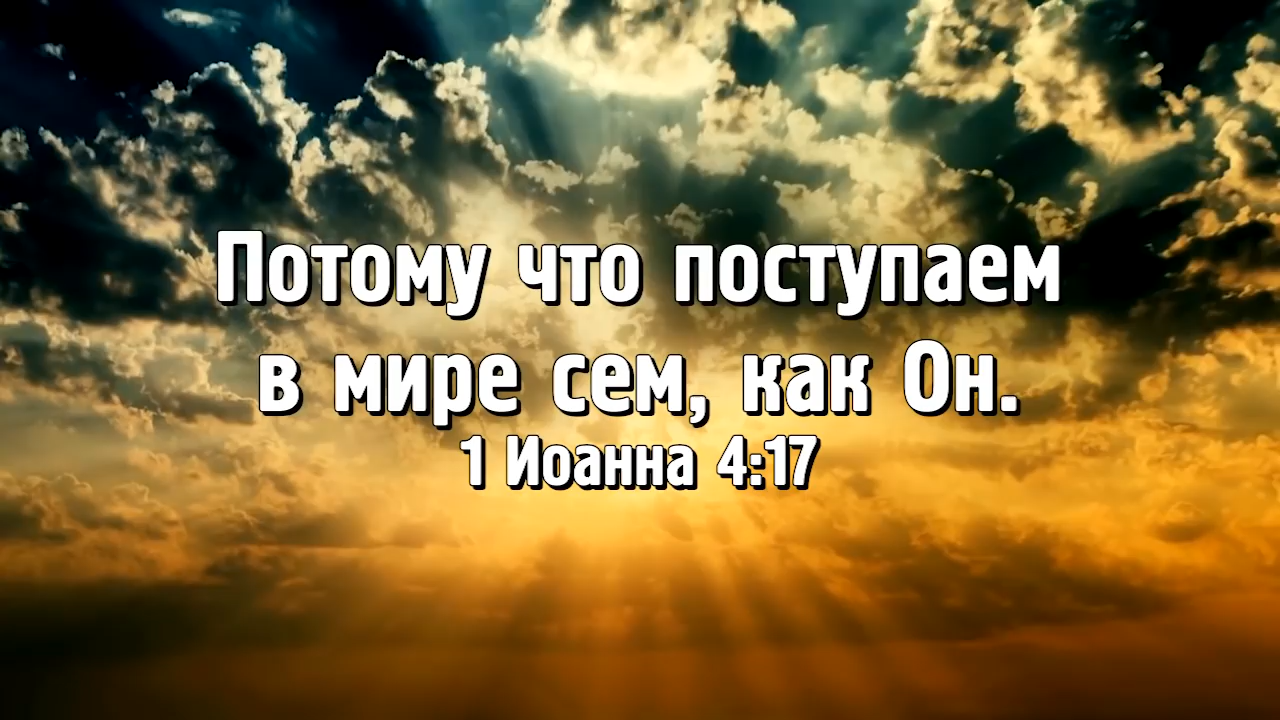 Потому что поступаем
в мире сем, как Он.
1 Иоанна 4:17